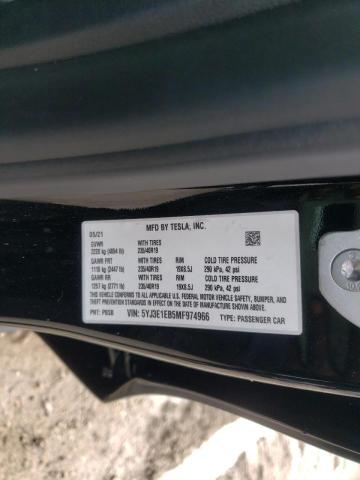 MFD BY TESLA, INC.
05/21
GVWR WITH TIRES
2220 kg (4894 lb) 235/40R19
GAWR FRT WITH TIRES RIM COLD TIRE PRESSURE
1110 kg (2447 lb) 235/40R19 19X8.5J 290 kPa, 42 psi
GAWR RR WITH TIRES RIM COLD TIRE PRESSURE
1257 kg (2771 lb) 235/40R19 19X8.5J 290 kPa, 42 psi
THIS VEHICLE CONFORMS TO ALL APPLICABLE U.S. FEDERAL MOTOR VEHICLE SAFETY, BUMPER, AND
THEFT PREVENTION STANDARDS IN EFFECT ON THE DATE OF MANUFACTURE SHOWN ABOVE.
PNT: PBSB VIN: 5YJ3E1EB5MF974966 TYPE: PASSENGER CAR